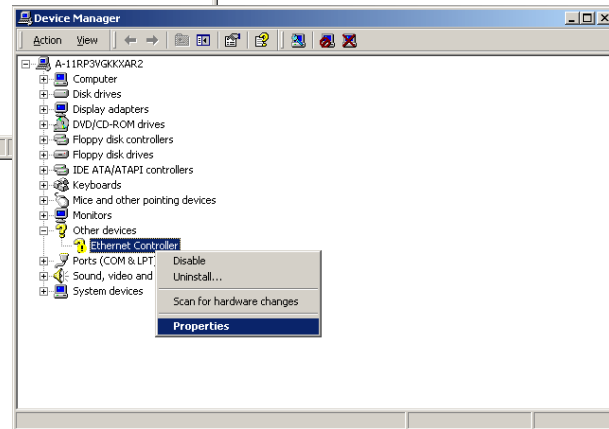 Device Manager
Action View
A-11RP3VGKKXAR2
Computer
Disk drives
Display adapters
DVD/CD-ROM drives
Floppy disk controllers
Floppy disk drives
IDE ATA/ATAPI controllers
Keyboards
Mice and other pointing devices
Monitors
Other devices
Ethernet Controller
Ports (COM & LPT)
Sound, video and
System devices
Disable
Uninstall...
Scan for hardware changes
Properties